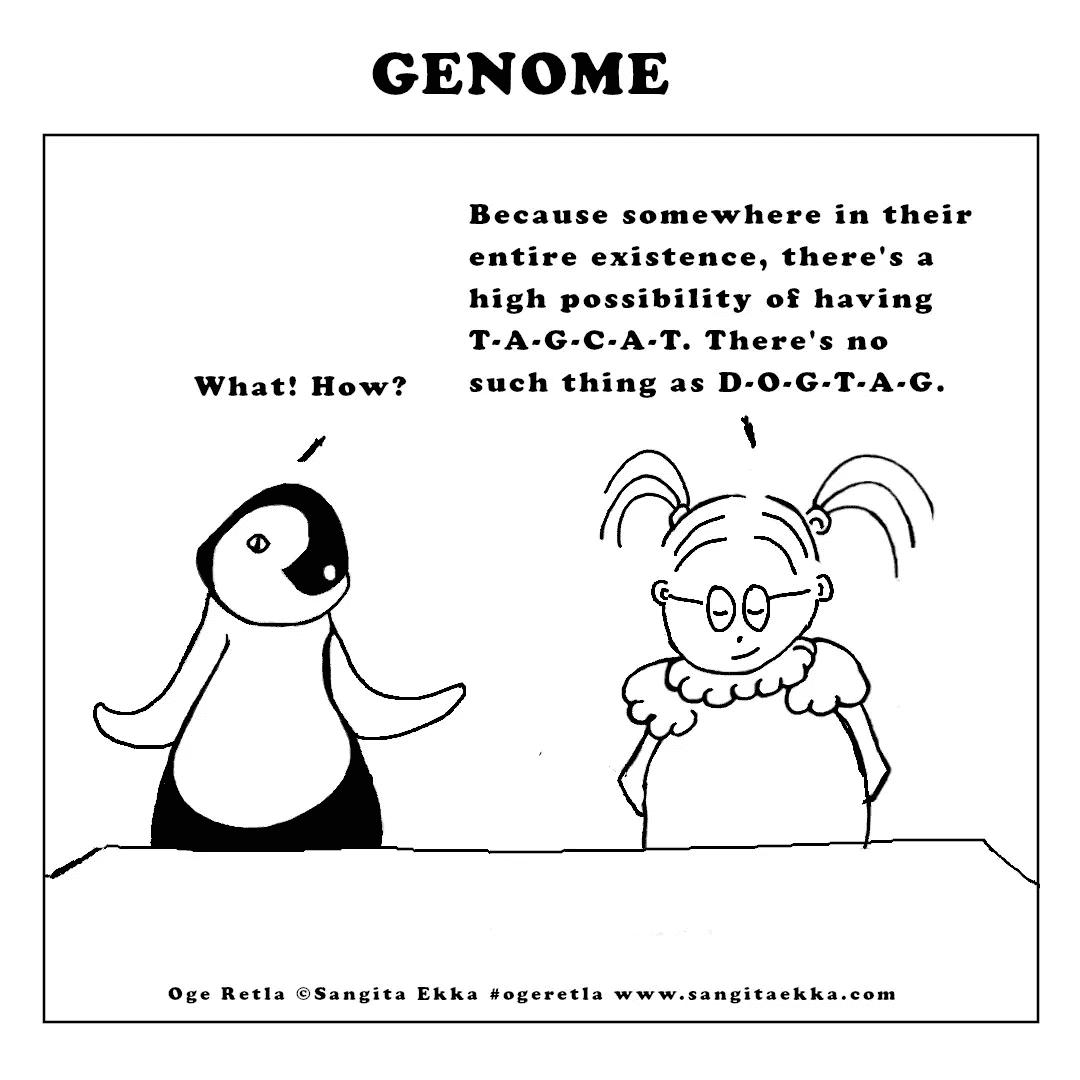 GENOME
What! How?
Because somewhere in their
entire existence, there's a
high possibility of having
T-A-G-C-A-T. There's no
such thing as D-O-G-T-A-G.
Oge Retla ©Sangita Ekka #ogeretla www.sangitaekka.com